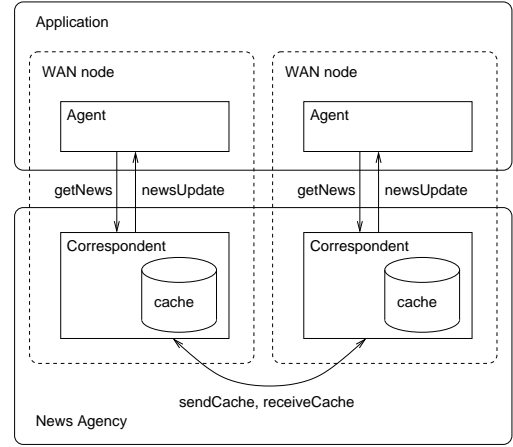 Application
WAN node
WAN node
Agent
Agent
getNews
newsUpdate
getNews
newsUpdate
Correspondent
Correspondent
cache
cache
sendCache, receiveCache
News Agency